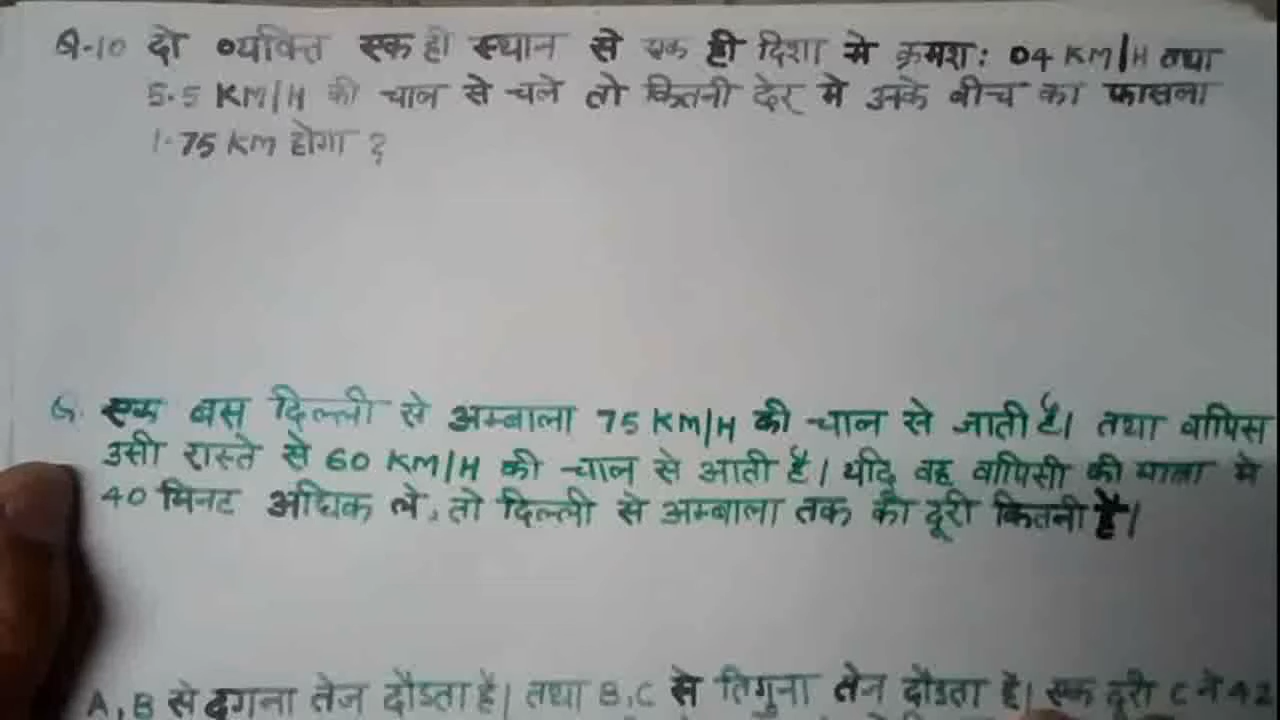 Q-10 दो व्यक्ति एक ही स्थान से एक ही दिशा मे क्रमश: 04 KM/H तथा
5.5 KM/H की चाल से चले तो कितनी देर मे उनके बीच का फासला
1.75 KM होगा ?
Q. एक बस दिल्ली से अम्बाला 75 KM/H की चाल से जाती है। तथा वापिस
उसी रास्ते से 60 KM/H की चाल से आती है। यदि वह वापिसी की यात्रा मे
40 मिनट अधिक ले, तो दिल्ली से अम्बाला तक की दूरी कितनी है।
A, B से दुगना तेज दौडता है। तथा B, C से तिगुना तेज दौडता है। एक दूरी C ने 42